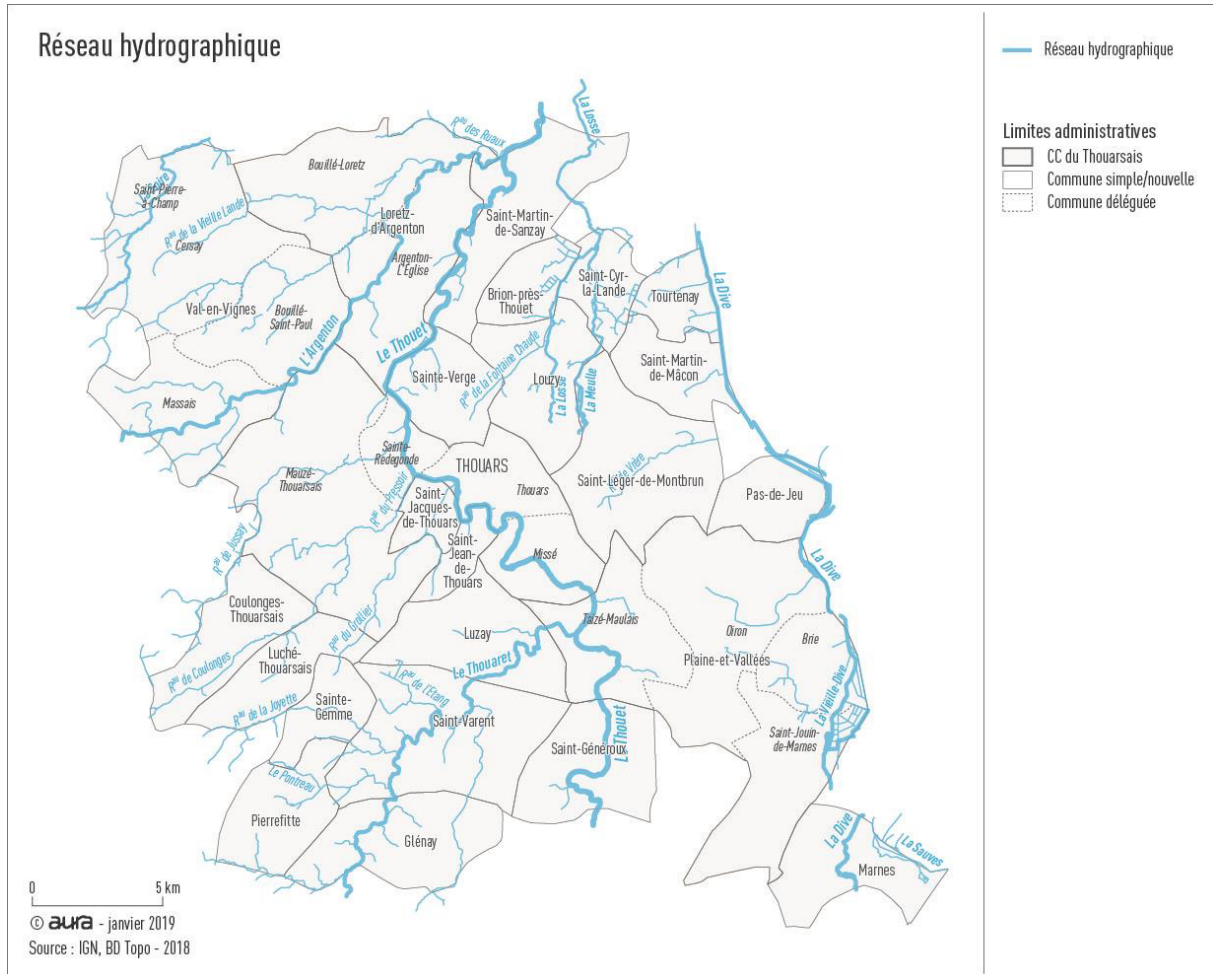 Réseau hydrographique
Réseau hydrographique
Limites administratives
CC du Thouarsais
Commune simple/nouvelle
Commune déléguée
La Losse
Rau des Ruaux
Bouillé-Loretz
Saint-Pierre-
à-Champ
Loretz-
d'Argenton
Saint-Martin-
de-Sanzay
Rau de la Vieille Lande
Cersay
Argenton-
L'Église
Saint-Cyr-
la-Lande
Brion-près-
Thouet
Tourtenay
La Dive
Val-en-Vignes
Bouillé-
Saint-Paul
L'Argenton
Le Thouet
Saint-Martin-
de-Mâcon
Sainte-Verge
Rau de la Fontaine Chaude
Louzy
La Losse
La Meulle
Massais
Sainte-
Rédegonde
THOUARS
Mauzé-
Thouarsais
Thouars
Saint-Léger-de-Montbrun
Pas-de-Jeu
Rau du Pressoir
Saint-
Jacques-
de-Thouars
Saint-
Jean-
de-
Thouars
Missé
Rau de Jussay
La Dive
Coulonges-
Thouarsais
Taizé-Maulais
Rau du Grollier
Luzay
Oiron
Brie
Luché-
Thouarsais
Le Thouaret
Plaine-et-Vallées
Rau de Coulonges
Rau de l'Etang
Rau de la Joyette
Sainte-
Gemme
Saint-Varent
La Vieille-Dive
Saint-Jouin-
de-Marnes
Saint-Généroux
Le Thouet
Le Pontreau
Pierrefitte
Glénay
La Dive
La Sauves
Marnes
0 5 km
© aura - janvier 2019
Source : IGN, BD Topo - 2018